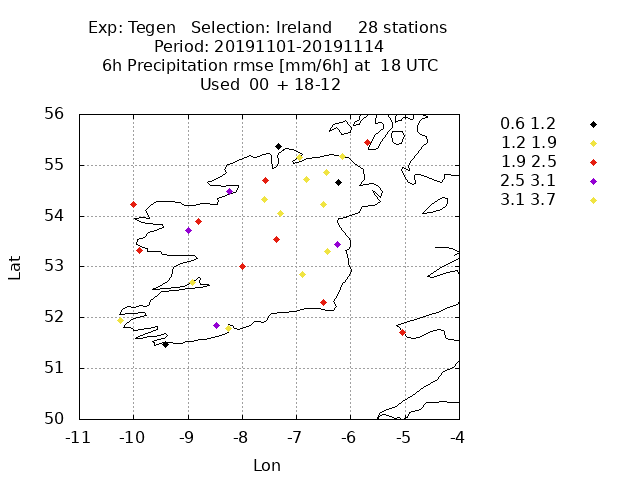 Exp: Tegen Selection: Ireland 28 stations
Period: 20191101-20191114
6h Precipitation rmse [mm/6h] at 18 UTC
Used 00 + 18-12
56
55
54
53
52
51
50
-11 -10 -9 -8 -7 -6 -5 -4
Lat
Lon
0.6 1.2
1.2 1.9
1.9 2.5
2.5 3.1
3.1 3.7